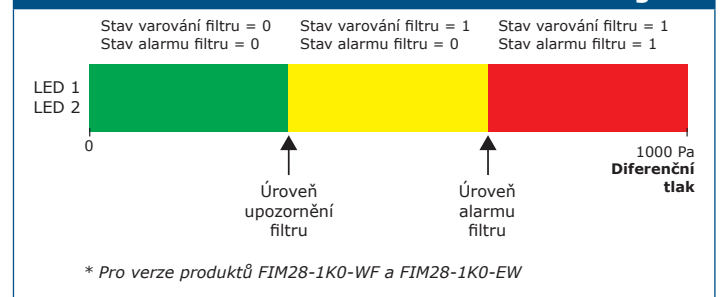 Stav varování filtru = 0
Stav alarmu filtru = 0
Stav varování filtru = 1
Stav alarmu filtru = 0
Stav varování filtru = 1
Stav alarmu filtru = 1
LED 1
LED 2
0
1000 Pa
Diferenční
tlak
Úroveň
upozornění
filtru
Úroveň
alarmu
filtru
* Pro verze produktů FIM28-1K0-WF a FIM28-1K0-EW